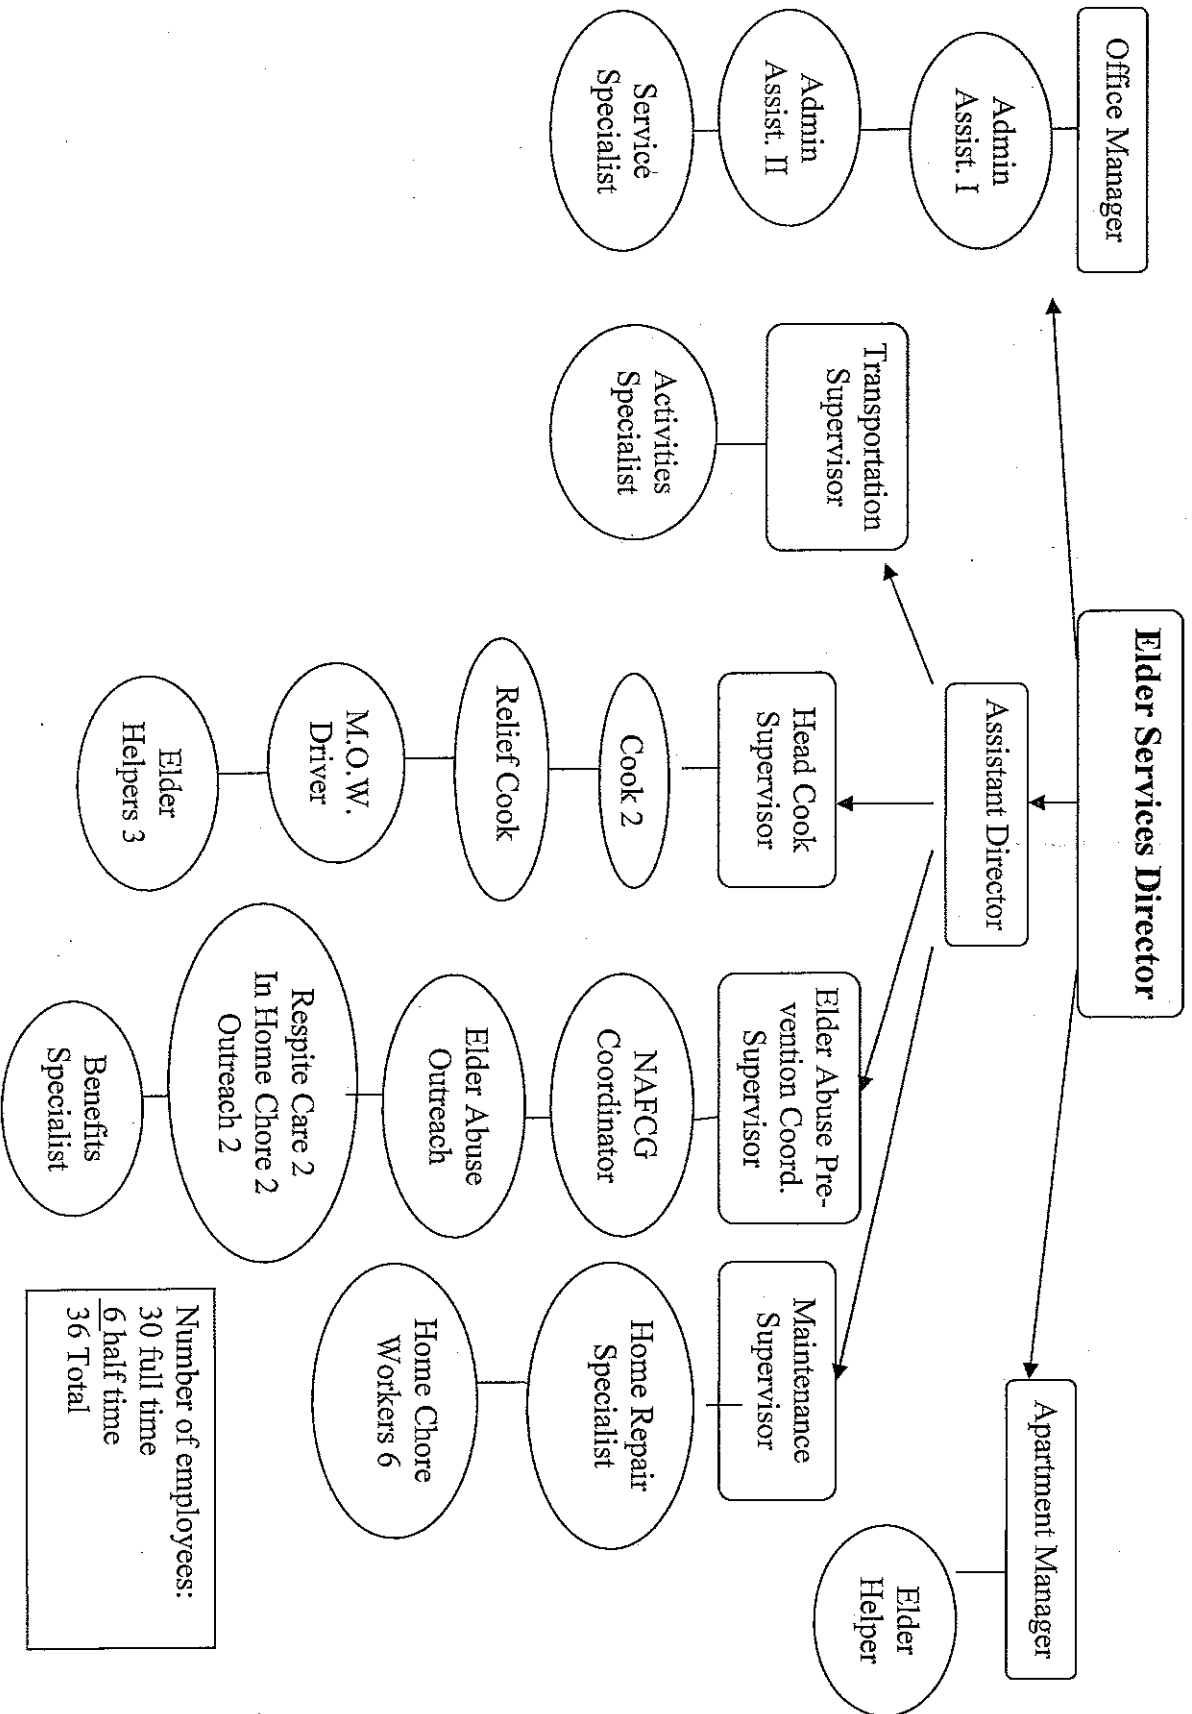 Elder Services Director
Office Manager
Admin
Assist. I
Admin
Assist. II
Service
Specialist
Assistant Director
Transportation
Supervisor
Activities
Specialist
Head Cook
Supervisor
Cook 2
Relief Cook
M.O.W.
Driver
Elder
Helpers 3
Elder Abuse Pre-
vention Coord.
Supervisor
NAFCG
Coordinator
Elder Abuse
Outreach
Respite Care 2
In Home Chore 2
Outreach 2
Benefits
Specialist
Maintenance
Supervisor
Home Repair
Specialist
Home Chore
Workers 6
Apartment Manager
Elder
Helper
Number of employees:
30 full time
6 half time
36 Total